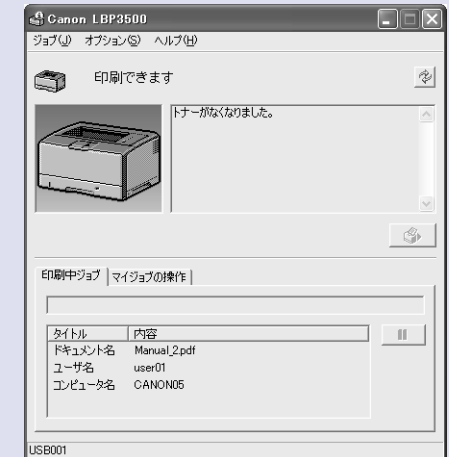 Canon LBP3500
ジョブ(J) オプション(S) ヘルプ(H)
印刷できます
トナーがなくなりました。
印刷中ジョブ マイジョブの操作
タイトル 内容
ドキュメント名 Manual_2.pdf
ユーザ名 user01
コンピュータ名 CANON05
USB001